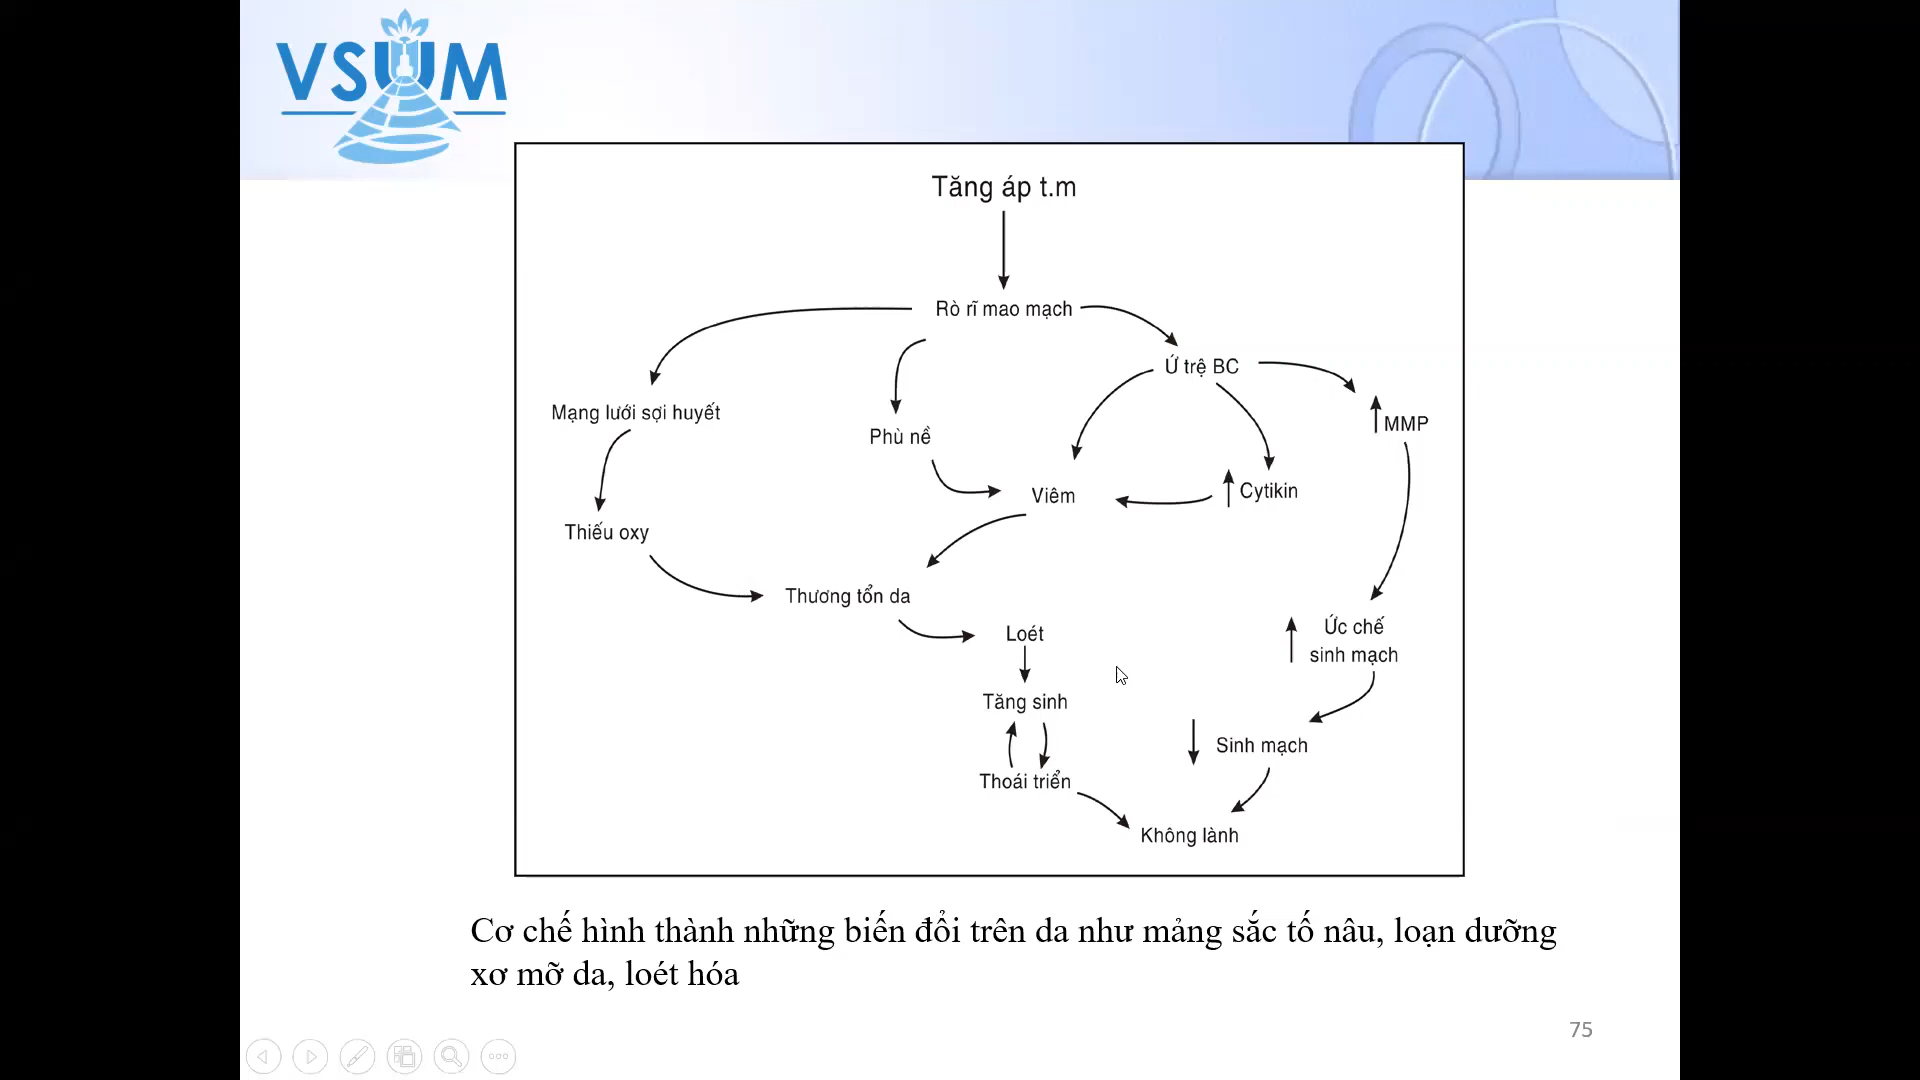 VSUM
Tăng áp t.m
Rò rĩ mao mạch
Ứ trệ BC
Mạng lưới sợi huyết
MMP
Phù nề
Viêm
Cytikin
Thiếu oxy
Thương tổn da
Loét
Ức chế
sinh mạch
Tăng sinh
Sinh mạch
Thoái triển
Không lành
Cơ chế hình thành những biến đổi trên da như mảng sắc tố nâu, loạn dưỡng
xơ mỡ da, loét hóa
75